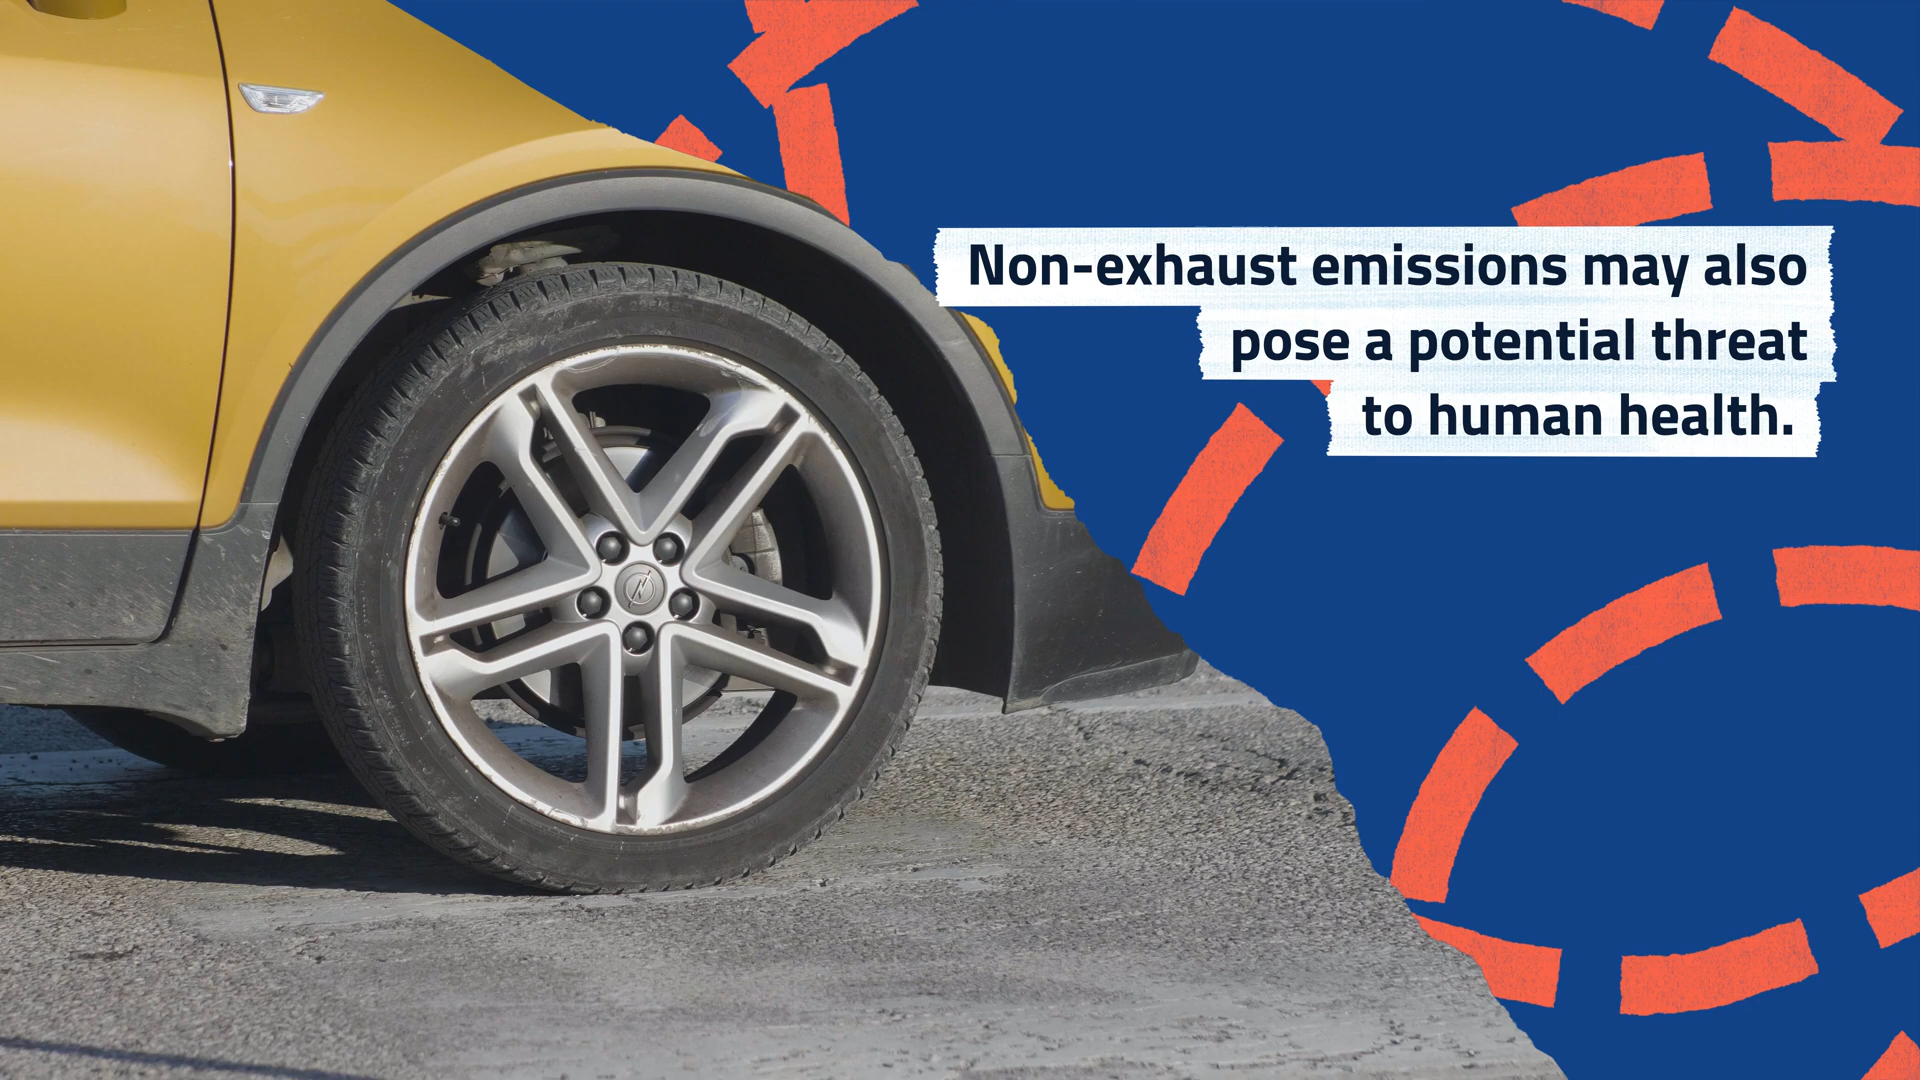 Non-exhaust emissions may also
pose a potential threat
to human health.